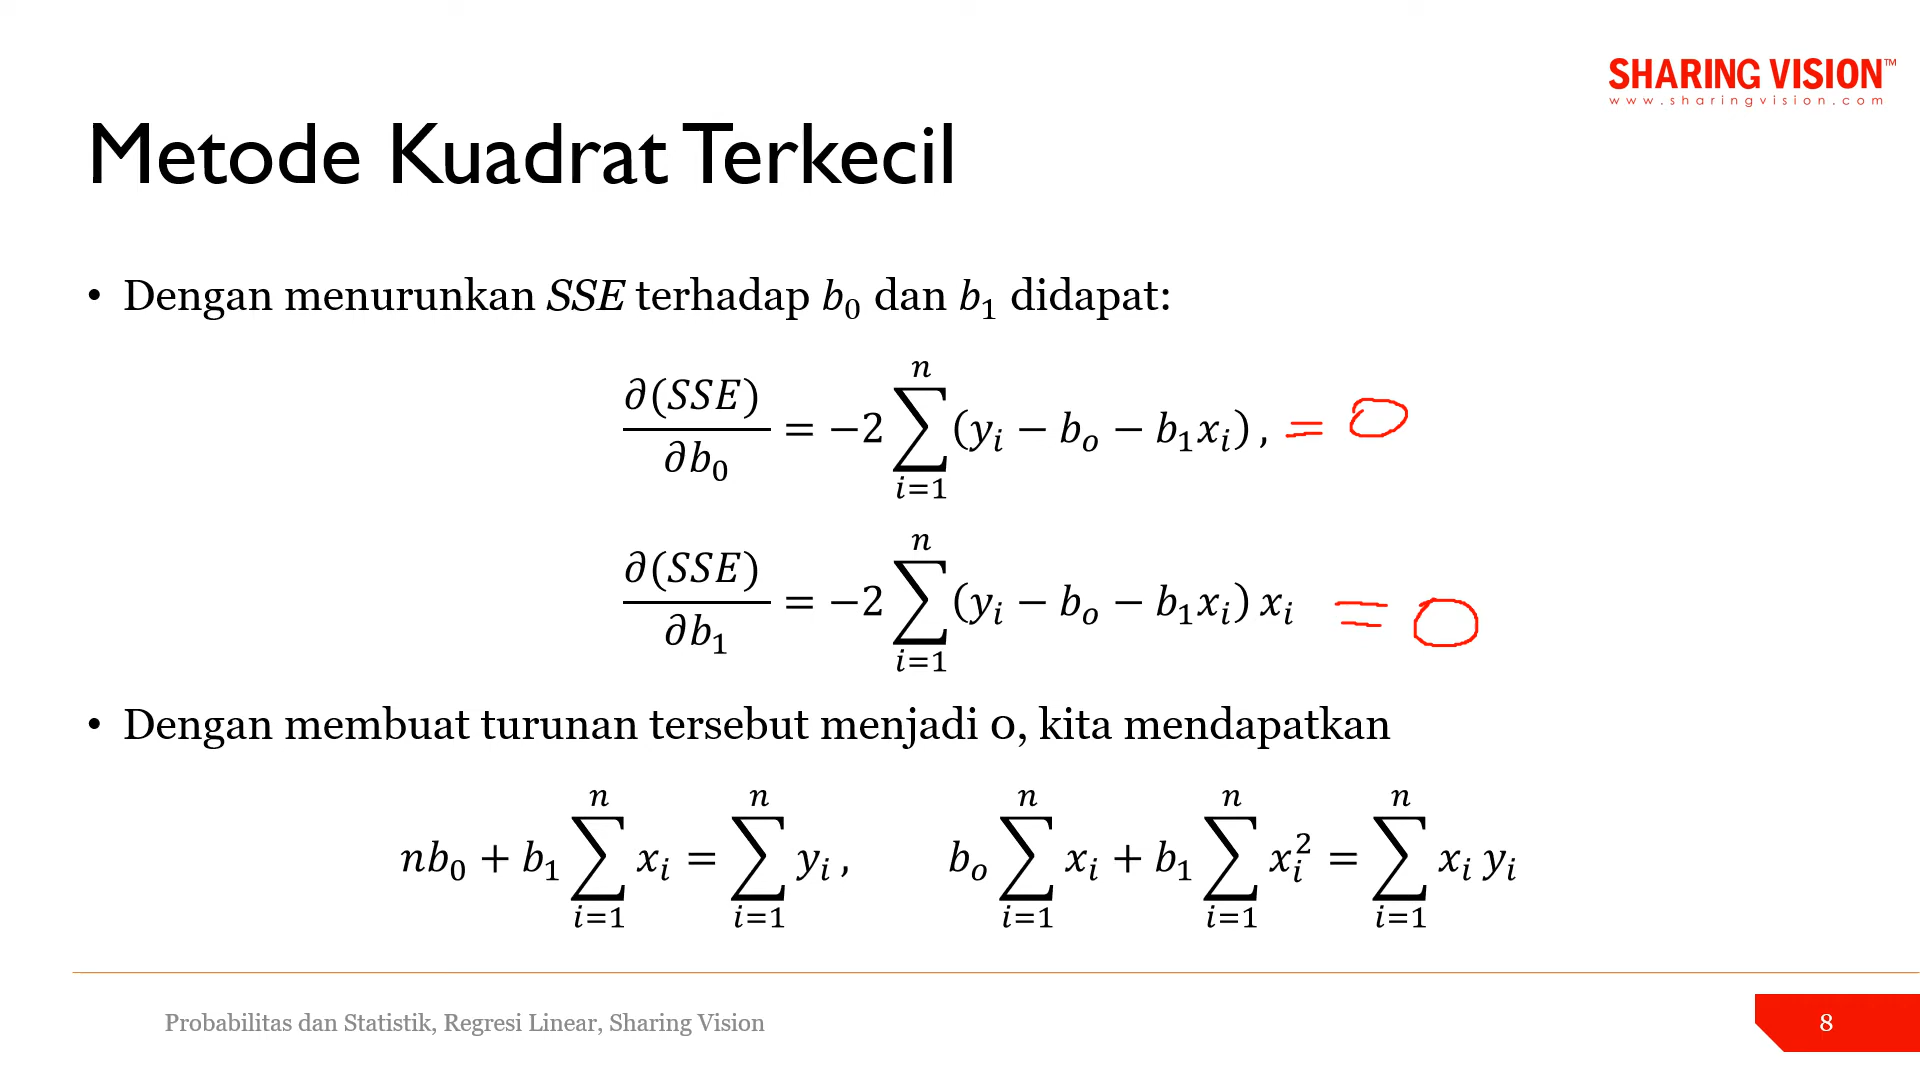 SHARING VISION™
www.sharingvision.com
Metode Kuadrat Terkecil
• Dengan menurunkan SSE terhadap b₀ dan b₁ didapat:
∂(SSE)/∂b₀ = −2 ∑ᵢ₌₁ⁿ (yᵢ − bₒ − b₁xᵢ) , = 0
∂(SSE)/∂b₁ = −2 ∑ᵢ₌₁ⁿ (yᵢ − bₒ − b₁xᵢ) xᵢ = 0
• Dengan membuat turunan tersebut menjadi 0, kita mendapatkan
nb₀ + b₁ ∑ᵢ₌₁ⁿ xᵢ = ∑ᵢ₌₁ⁿ yᵢ , bₒ ∑ᵢ₌₁ⁿ xᵢ + b₁ ∑ᵢ₌₁ⁿ xᵢ² = ∑ᵢ₌₁ⁿ xᵢ yᵢ
Probabilitas dan Statistik, Regresi Linear, Sharing Vision
8